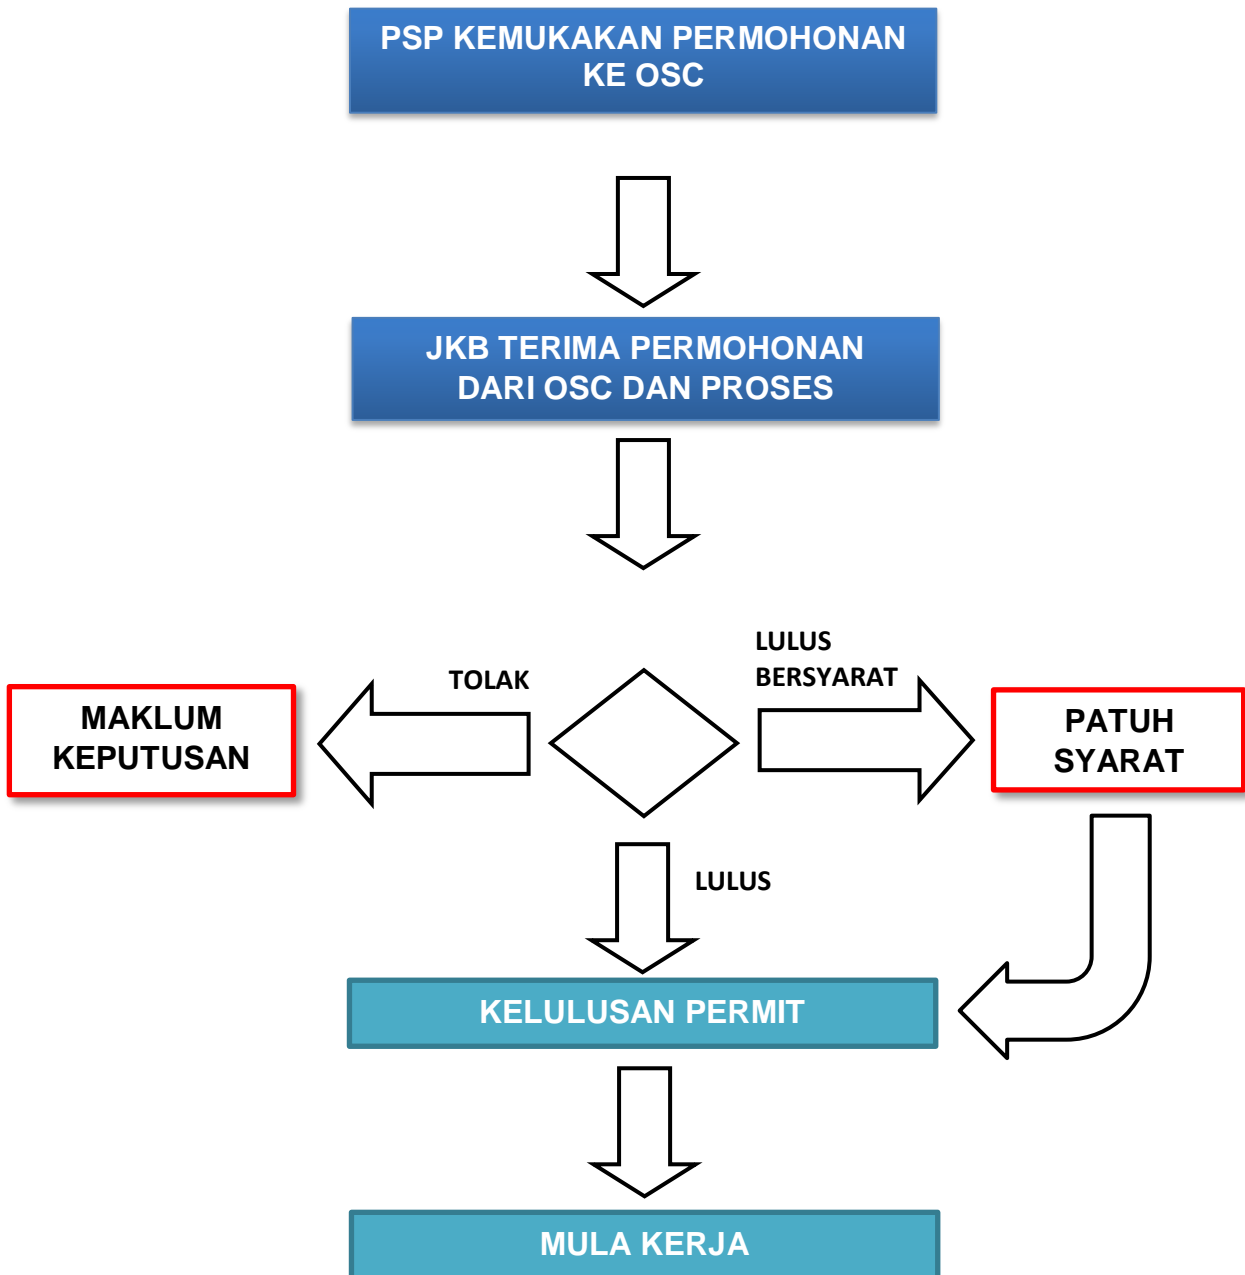 PSP KEMUKAKAN PERMOHONAN
KE OSC
JKB TERIMA PERMOHONAN
DARI OSC DAN PROSES
TOLAK
LULUS
BERSYARAT
MAKLUM
KEPUTUSAN
PATUH
SYARAT
LULUS
KELULUSAN PERMIT
MULA KERJA